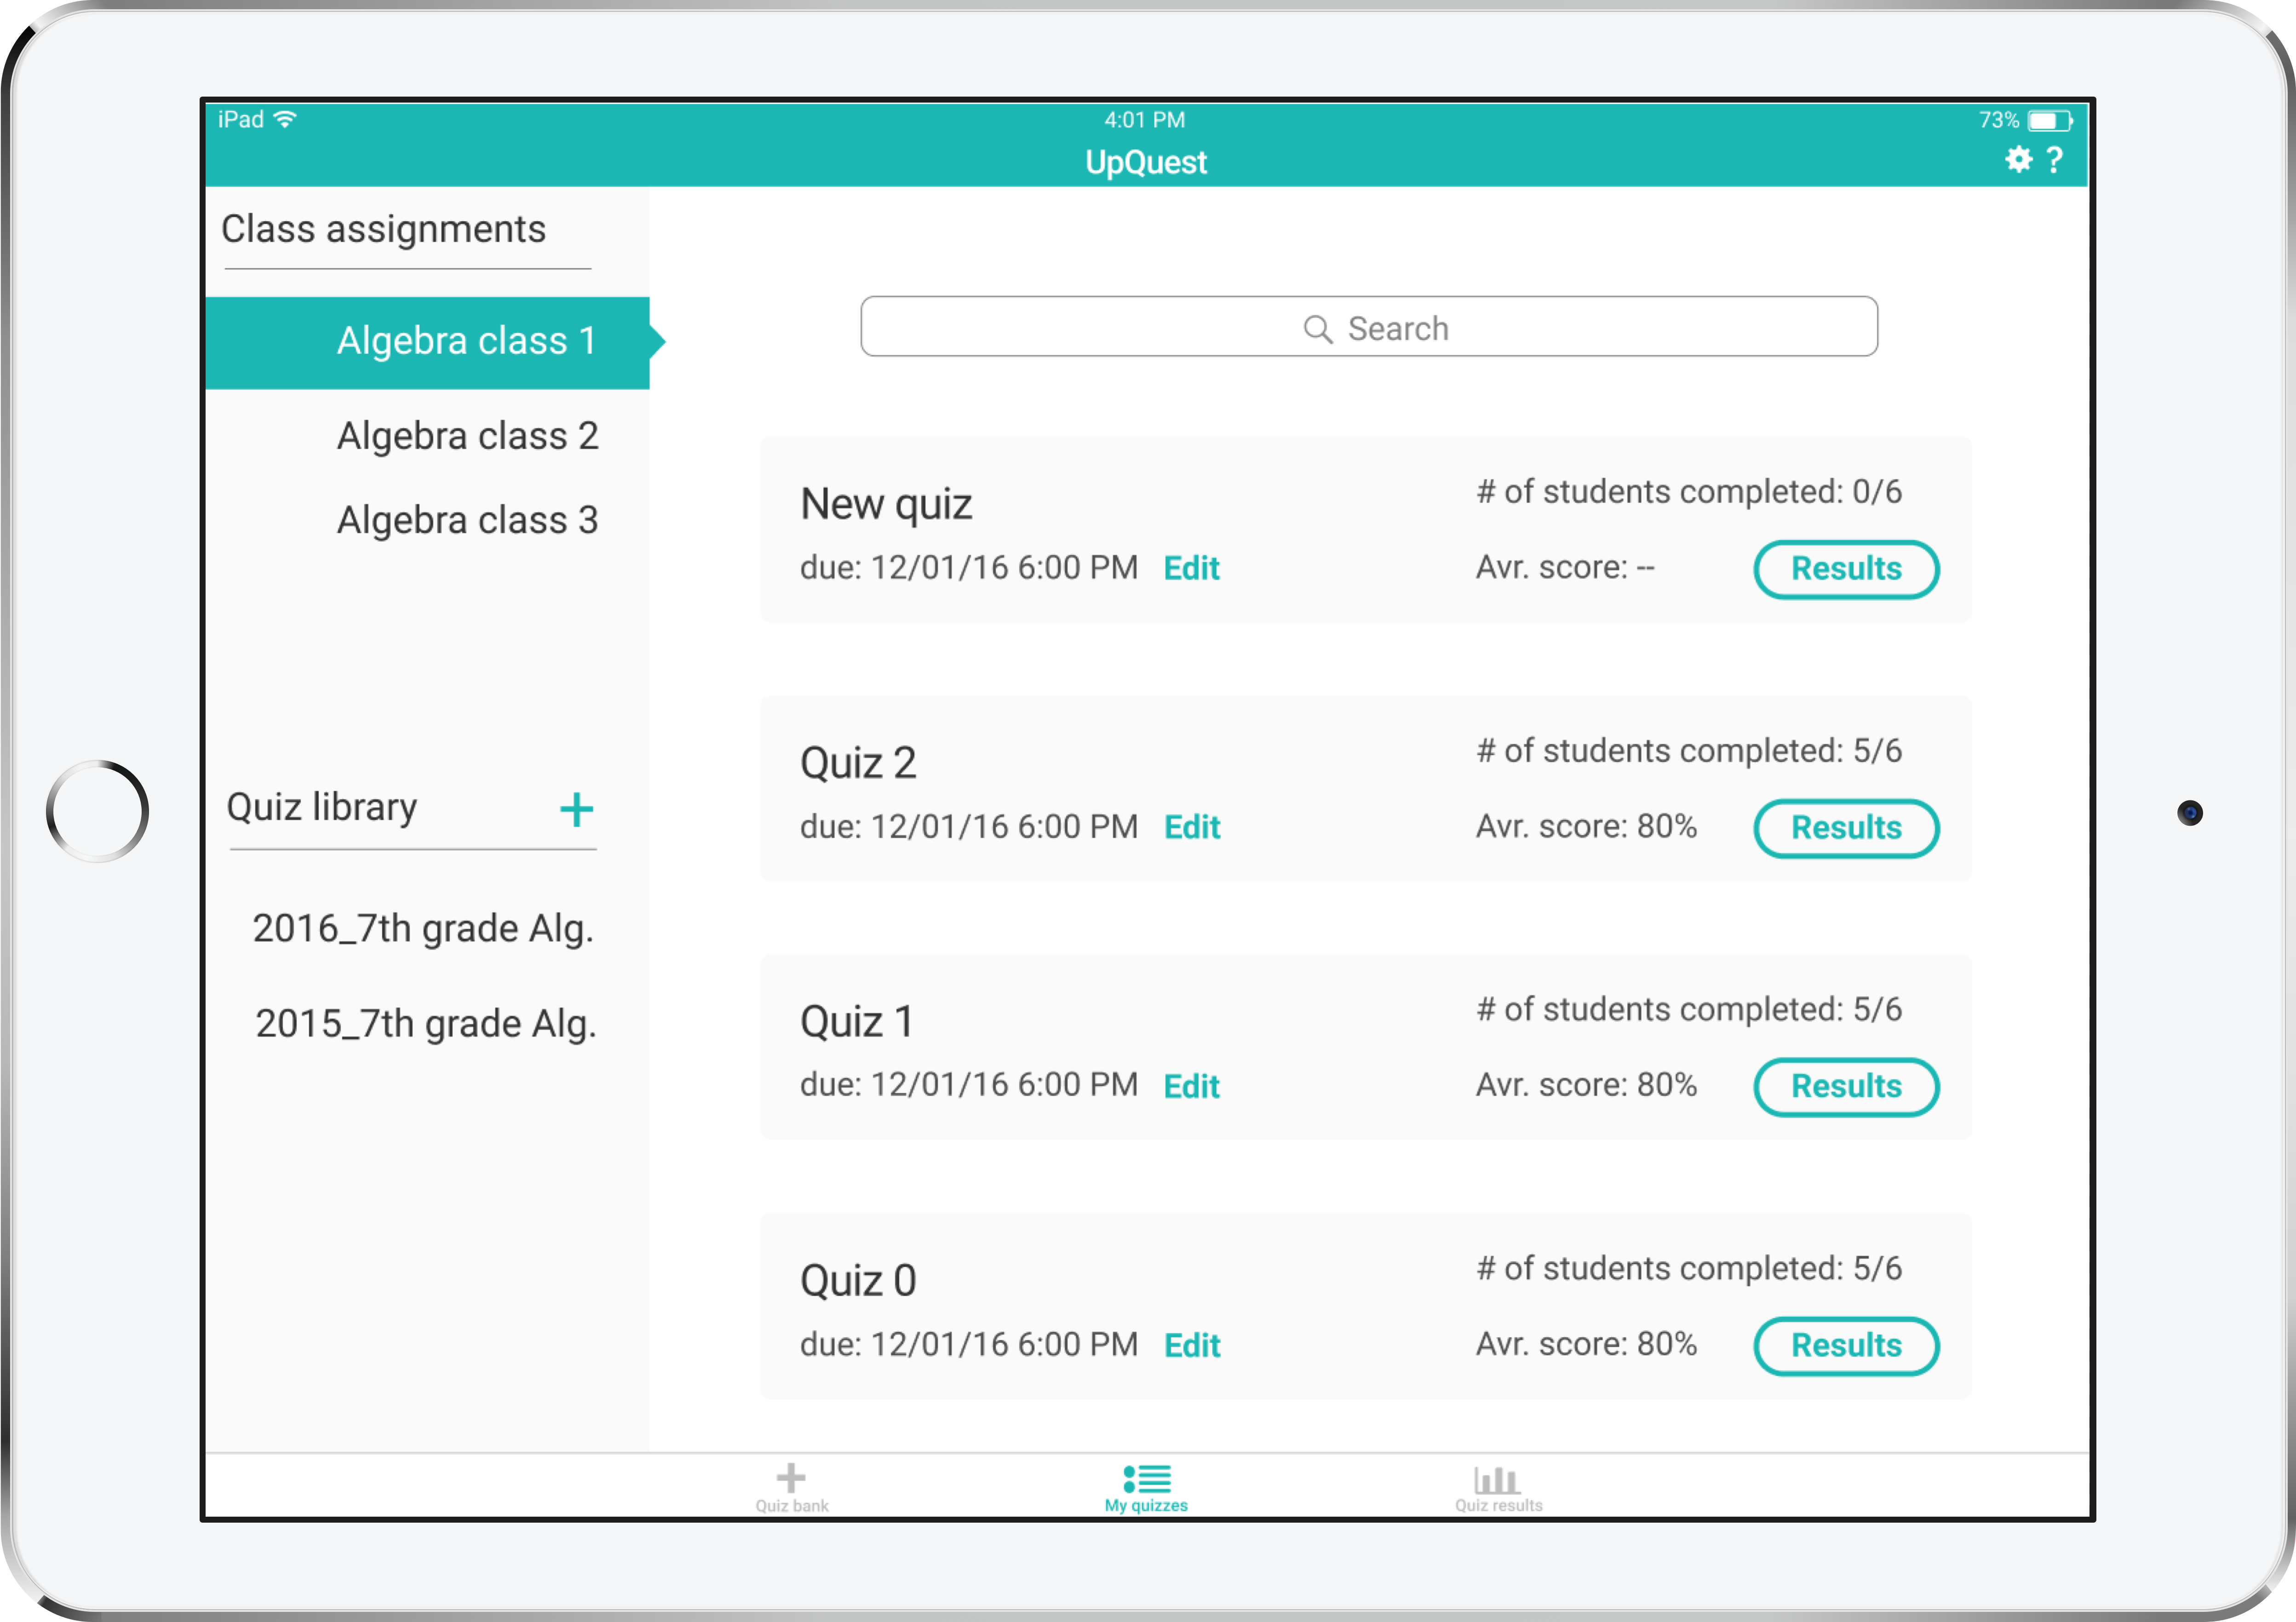 iPad
4:01 PM
73%
UpQuest
?
Class assignments
Algebra class 1
Algebra class 2
Algebra class 3
Quiz library +
2016_7th grade Alg.
2015_7th grade Alg.
Search
New quiz
# of students completed: 0/6
due: 12/01/16 6:00 PM Edit
Avr. score: --
Results
Quiz 2
# of students completed: 5/6
due: 12/01/16 6:00 PM Edit
Avr. score: 80%
Results
Quiz 1
# of students completed: 5/6
due: 12/01/16 6:00 PM Edit
Avr. score: 80%
Results
Quiz 0
# of students completed: 5/6
due: 12/01/16 6:00 PM Edit
Avr. score: 80%
Results
Quiz bank
My quizzes
Quiz results